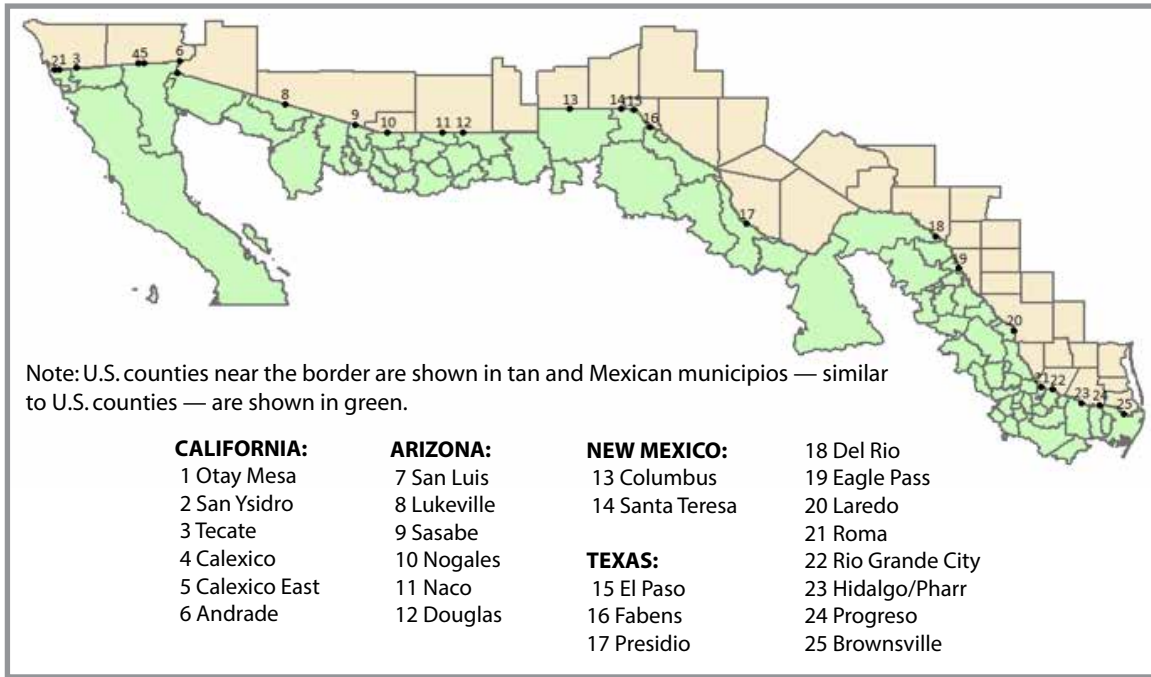 21 3
45
6
8
9
10
11 12
13
14 15
16
17
18
19
20
21 22
23 24
25
Note: U.S. counties near the border are shown in tan and Mexican municipios — similar
to U.S. counties — are shown in green.
CALIFORNIA:
1 Otay Mesa
2 San Ysidro
3 Tecate
4 Calexico
5 Calexico East
6 Andrade
ARIZONA:
7 San Luis
8 Lukeville
9 Sasabe
10 Nogales
11 Naco
12 Douglas
NEW MEXICO:
13 Columbus
14 Santa Teresa
TEXAS:
15 El Paso
16 Fabens
17 Presidio
18 Del Rio
19 Eagle Pass
20 Laredo
21 Roma
22 Rio Grande City
23 Hidalgo/Pharr
24 Progreso
25 Brownsville